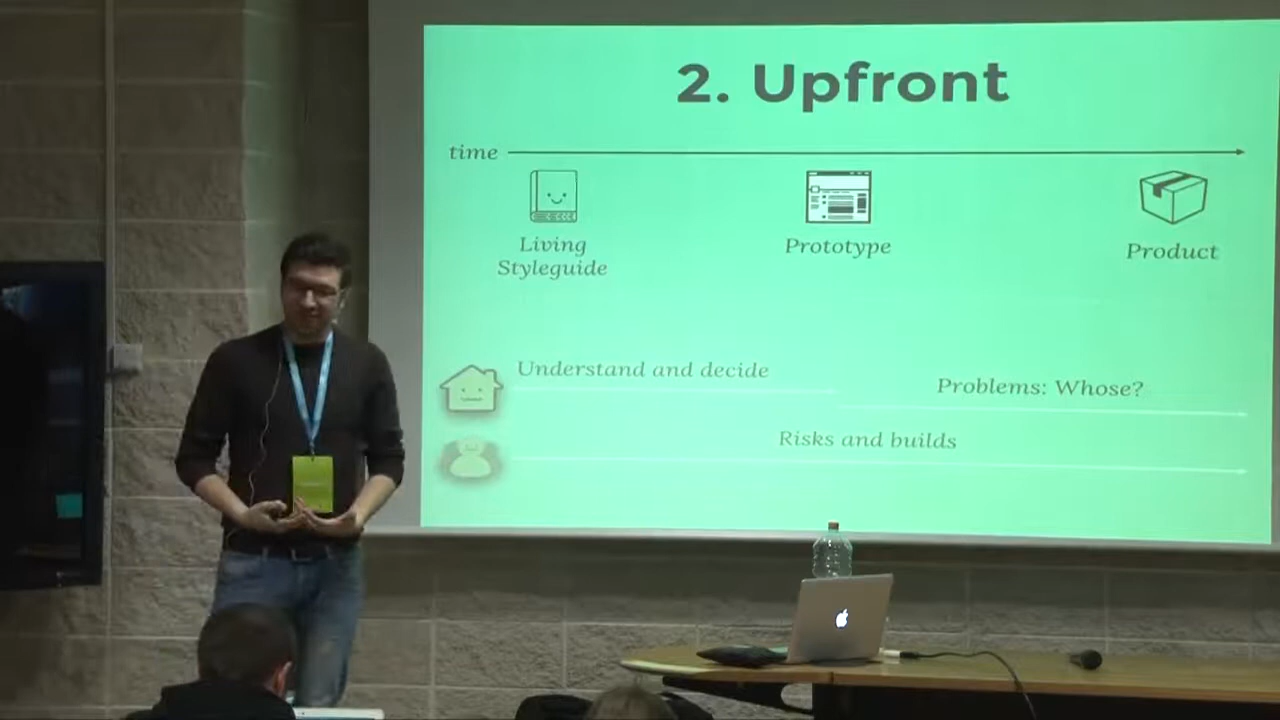 2. Upfront
time
Living
Styleguide
Prototype
Product
Understand and decide
Problems: Whose?
Risks and builds